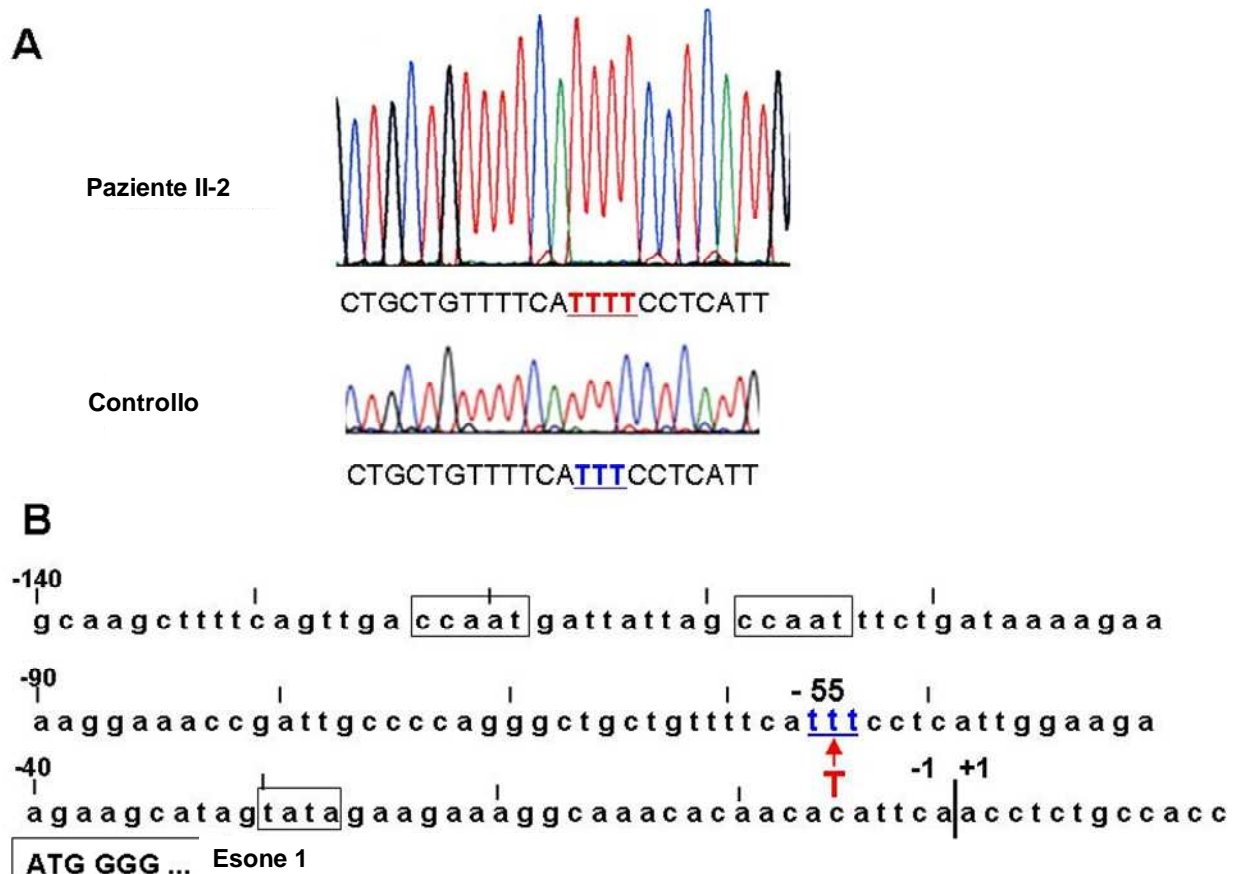 A
Paziente II-2
CTGCTGTTTTCATTTTCCTCATT
Controllo
CTGCTGTTTTCATTTCCTCATT
B
-140
gcaagcttttcagttgaccaatgattattagccaatttctgataaaagaa
-90
- 55
aaggaaaccgattgccccagggctgctgttttcatttcctcattggaaga
-40
T
-1 +1
agaagcatagtatagaagaaaggcaaacacaacacattcaacctctgccacc
ATG GGG ... Esone 1